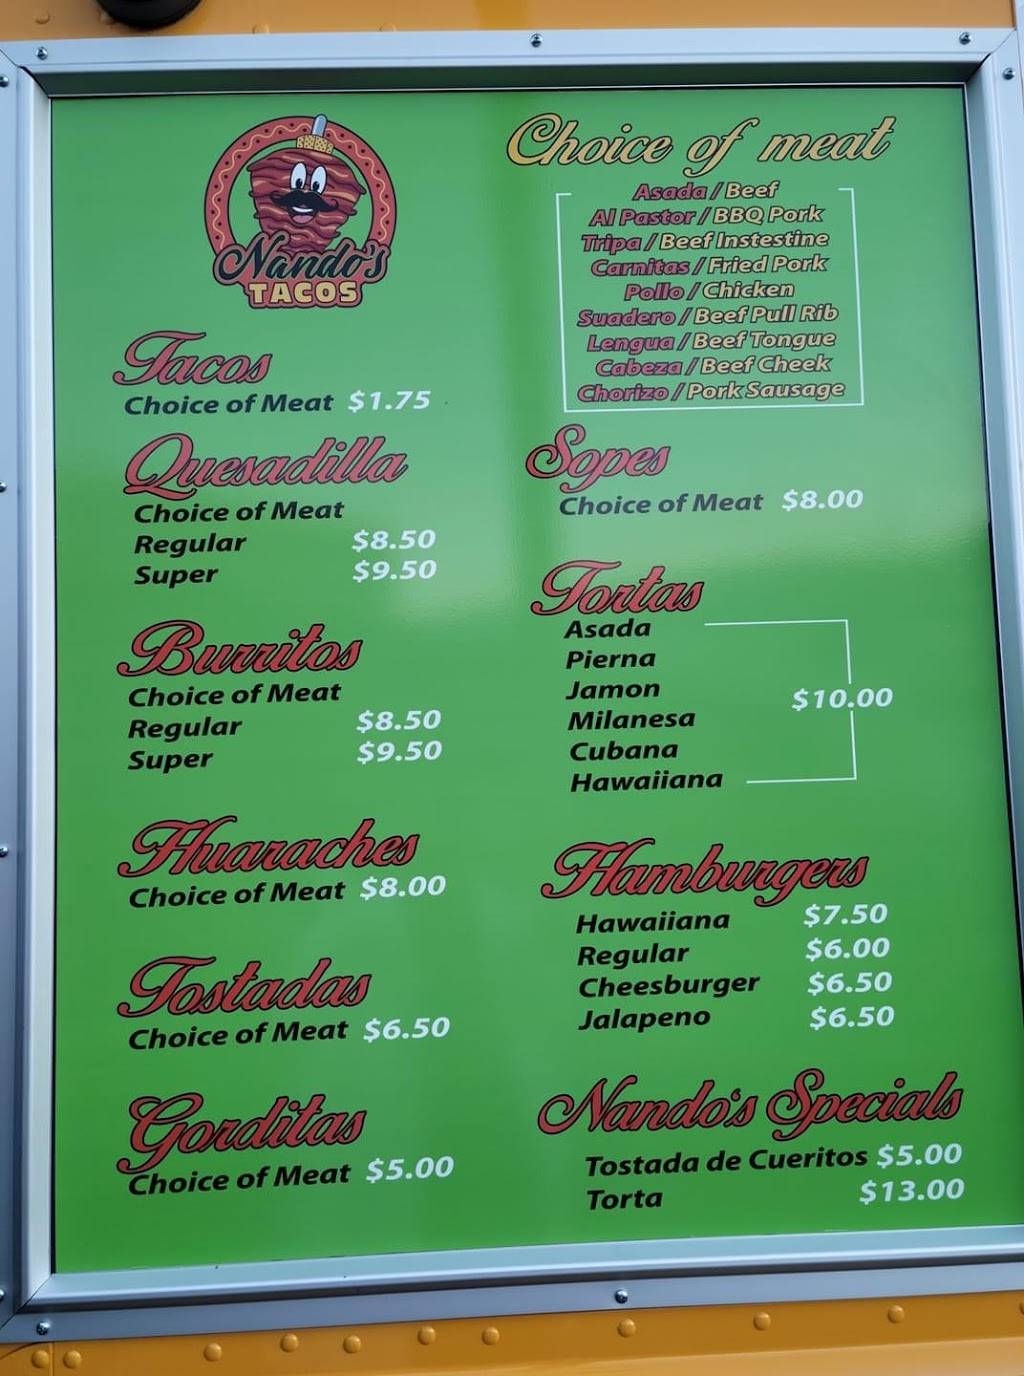 Nando's
TACOS
Tacos
Choice of Meat $1.75
Quesadilla
Choice of Meat
Regular $8.50
Super $9.50
Burritos
Choice of Meat
Regular $8.50
Super $9.50
Huaraches
Choice of Meat $8.00
Tostadas
Choice of Meat $6.50
Gorditas
Choice of Meat $5.00
Choice of meat
Asada / Beef
Al Pastor / BBQ Pork
Tripa / Beef Instestine
Carnitas / Fried Pork
Pollo / Chicken
Suadero / Beef Pull Rib
Lengua / Beef Tongue
Cabeza / Beef Cheek
Chorizo / Pork Sausage
Sopes
Choice of Meat $8.00
Tortas
Asada
Pierna
Jamon
$10.00
Milanesa
Cubana
Hawaiiana
Hamburgers
Hawaiiana $7.50
Regular $6.00
Cheesburger $6.50
Jalapeno $6.50
Nando's Specials
Tostada de Cueritos $5.00
Torta $13.00